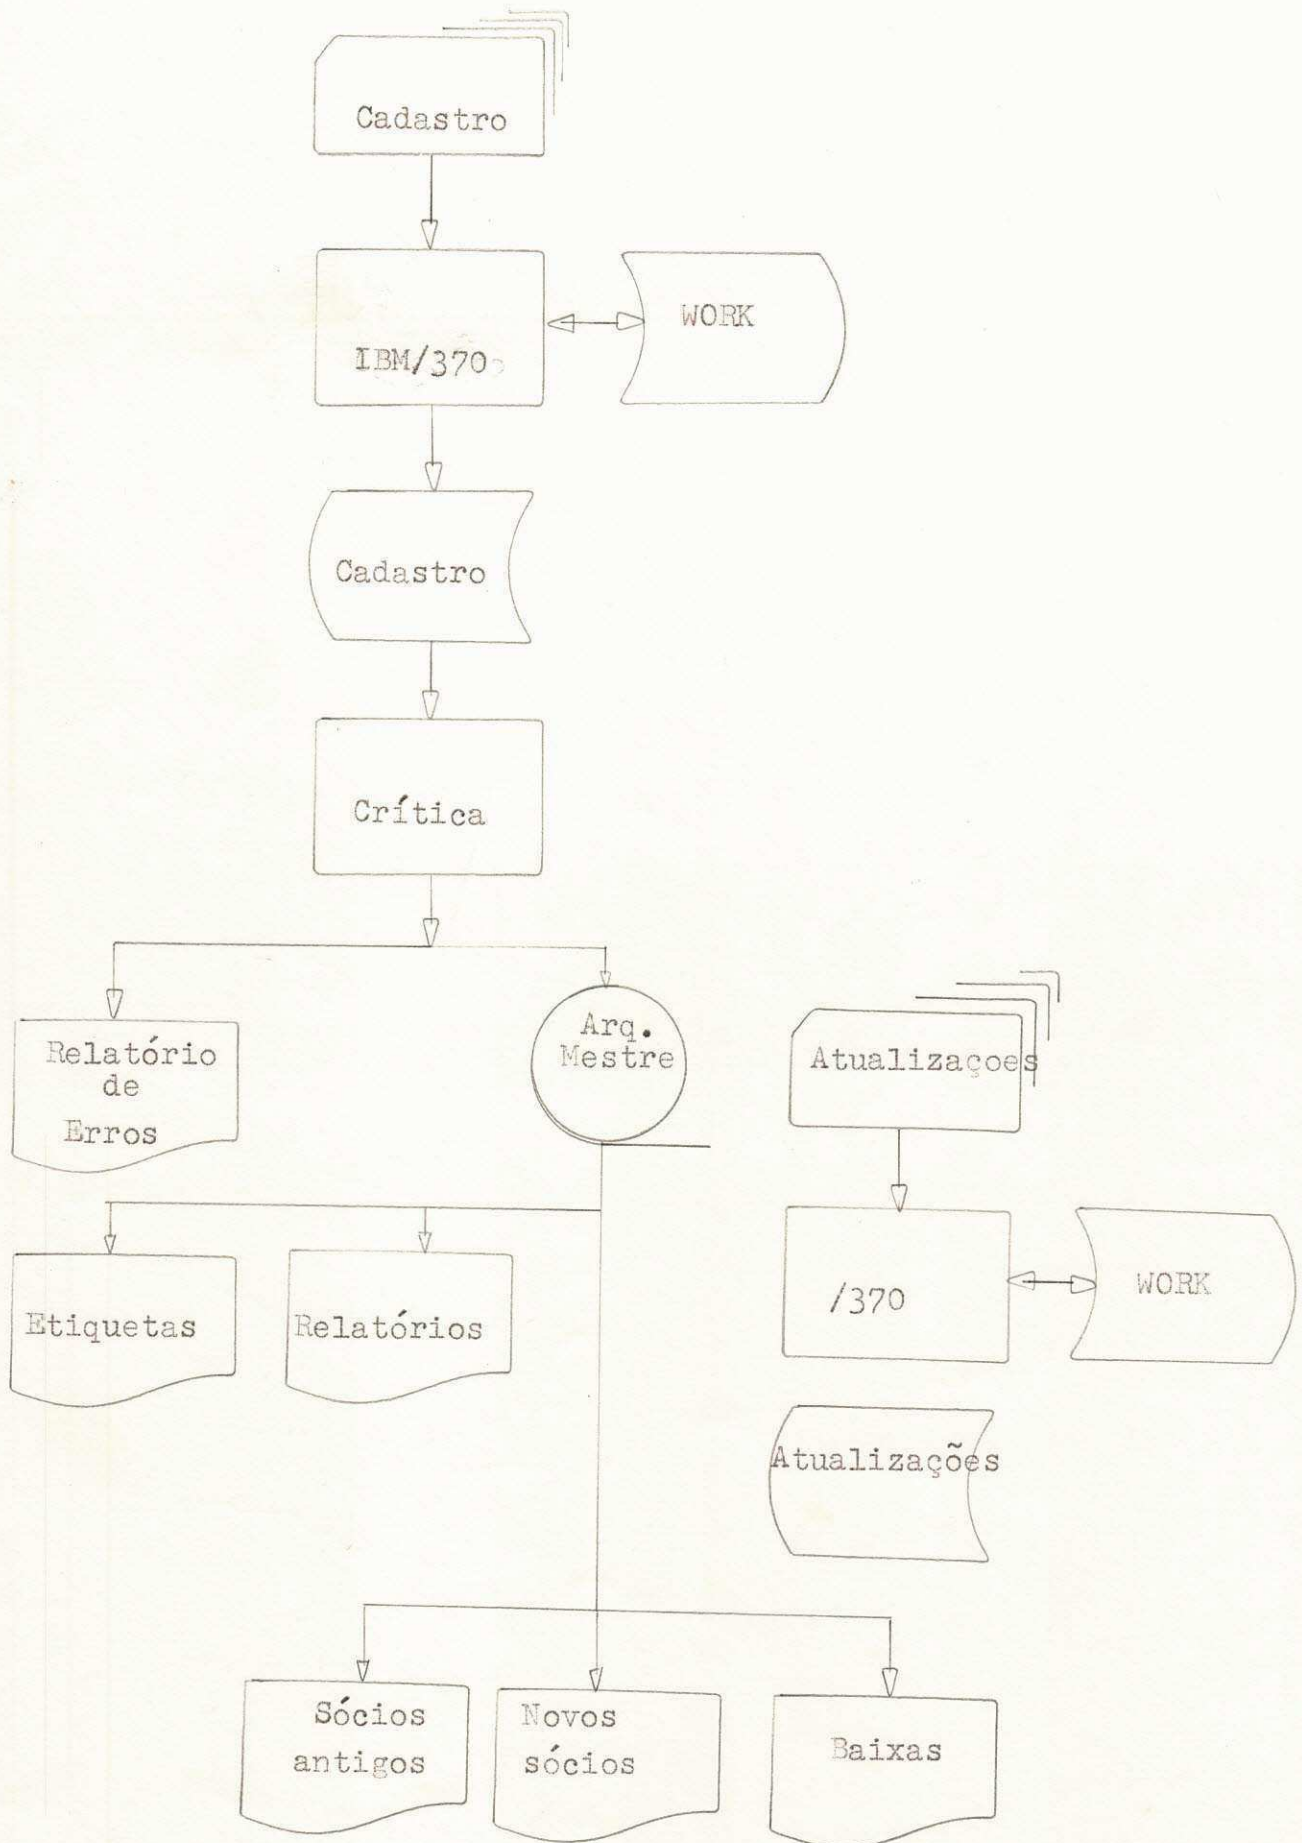 Cadastro
WORK
IBM/370
Cadastro
Crítica
Relatório
de
Erros
Arq.
Mestre
Atualizaçoes
Etiquetas
Relatórios
/370
WORK
Atualizações
Sócios
antigos
Novos
sócios
Baixas